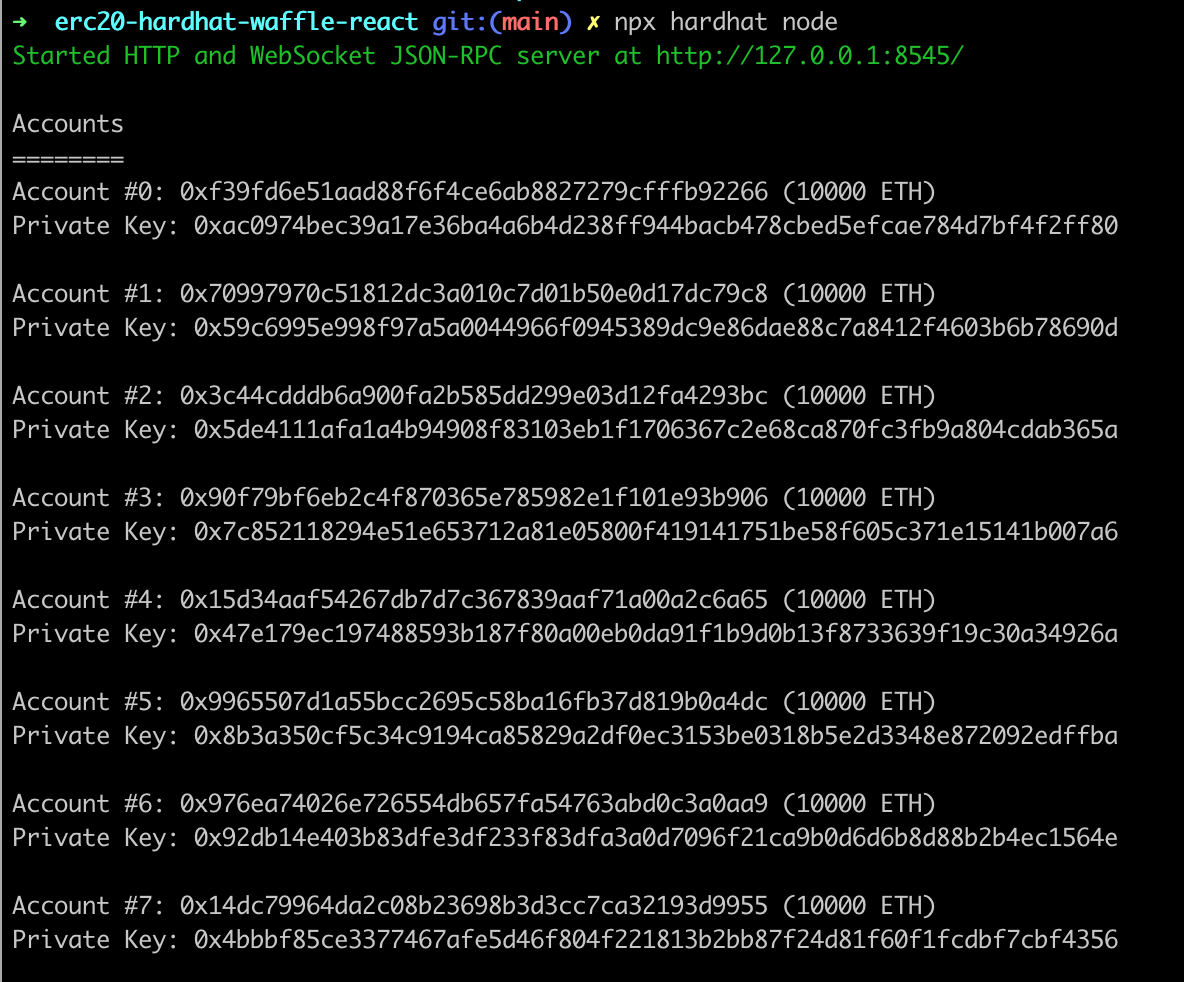 ➜  erc20-hardhat-waffle-react git:(main) ✗ npx hardhat node
Started HTTP and WebSocket JSON-RPC server at http://127.0.0.1:8545/
Accounts
========
Account #0: 0xf39fd6e51aad88f6f4ce6ab8827279cfffb92266 (10000 ETH)
Private Key: 0xac0974bec39a17e36ba4a6b4d238ff944bacb478cbed5efcae784d7bf4f2ff80
Account #1: 0x70997970c51812dc3a010c7d01b50e0d17dc79c8 (10000 ETH)
Private Key: 0x59c6995e998f97a5a0044966f0945389dc9e86dae88c7a8412f4603b6b78690d
Account #2: 0x3c44cdddb6a900fa2b585dd299e03d12fa4293bc (10000 ETH)
Private Key: 0x5de4111afa1a4b94908f83103eb1f1706367c2e68ca870fc3fb9a804cdab365a
Account #3: 0x90f79bf6eb2c4f870365e785982e1f101e93b906 (10000 ETH)
Private Key: 0x7c852118294e51e653712a81e05800f419141751be58f605c371e15141b007a6
Account #4: 0x15d34aaf54267db7d7c367839aaf71a00a2c6a65 (10000 ETH)
Private Key: 0x47e179ec197488593b187f80a00eb0da91f1b9d0b13f8733639f19c30a34926a
Account #5: 0x9965507d1a55bcc2695c58ba16fb37d819b0a4dc (10000 ETH)
Private Key: 0x8b3a350cf5c34c9194ca85829a2df0ec3153be0318b5e2d3348e872092edffba
Account #6: 0x976ea74026e726554db657fa54763abd0c3a0aa9 (10000 ETH)
Private Key: 0x92db14e403b83dfe3df233f83dfa3a0d7096f21ca9b0d6d6b8d88b2b4ec1564e
Account #7: 0x14dc79964da2c08b23698b3d3cc7ca32193d9955 (10000 ETH)
Private Key: 0x4bbbf85ce3377467afe5d46f804f221813b2bb87f24d81f60f1fcdbf7cbf4356